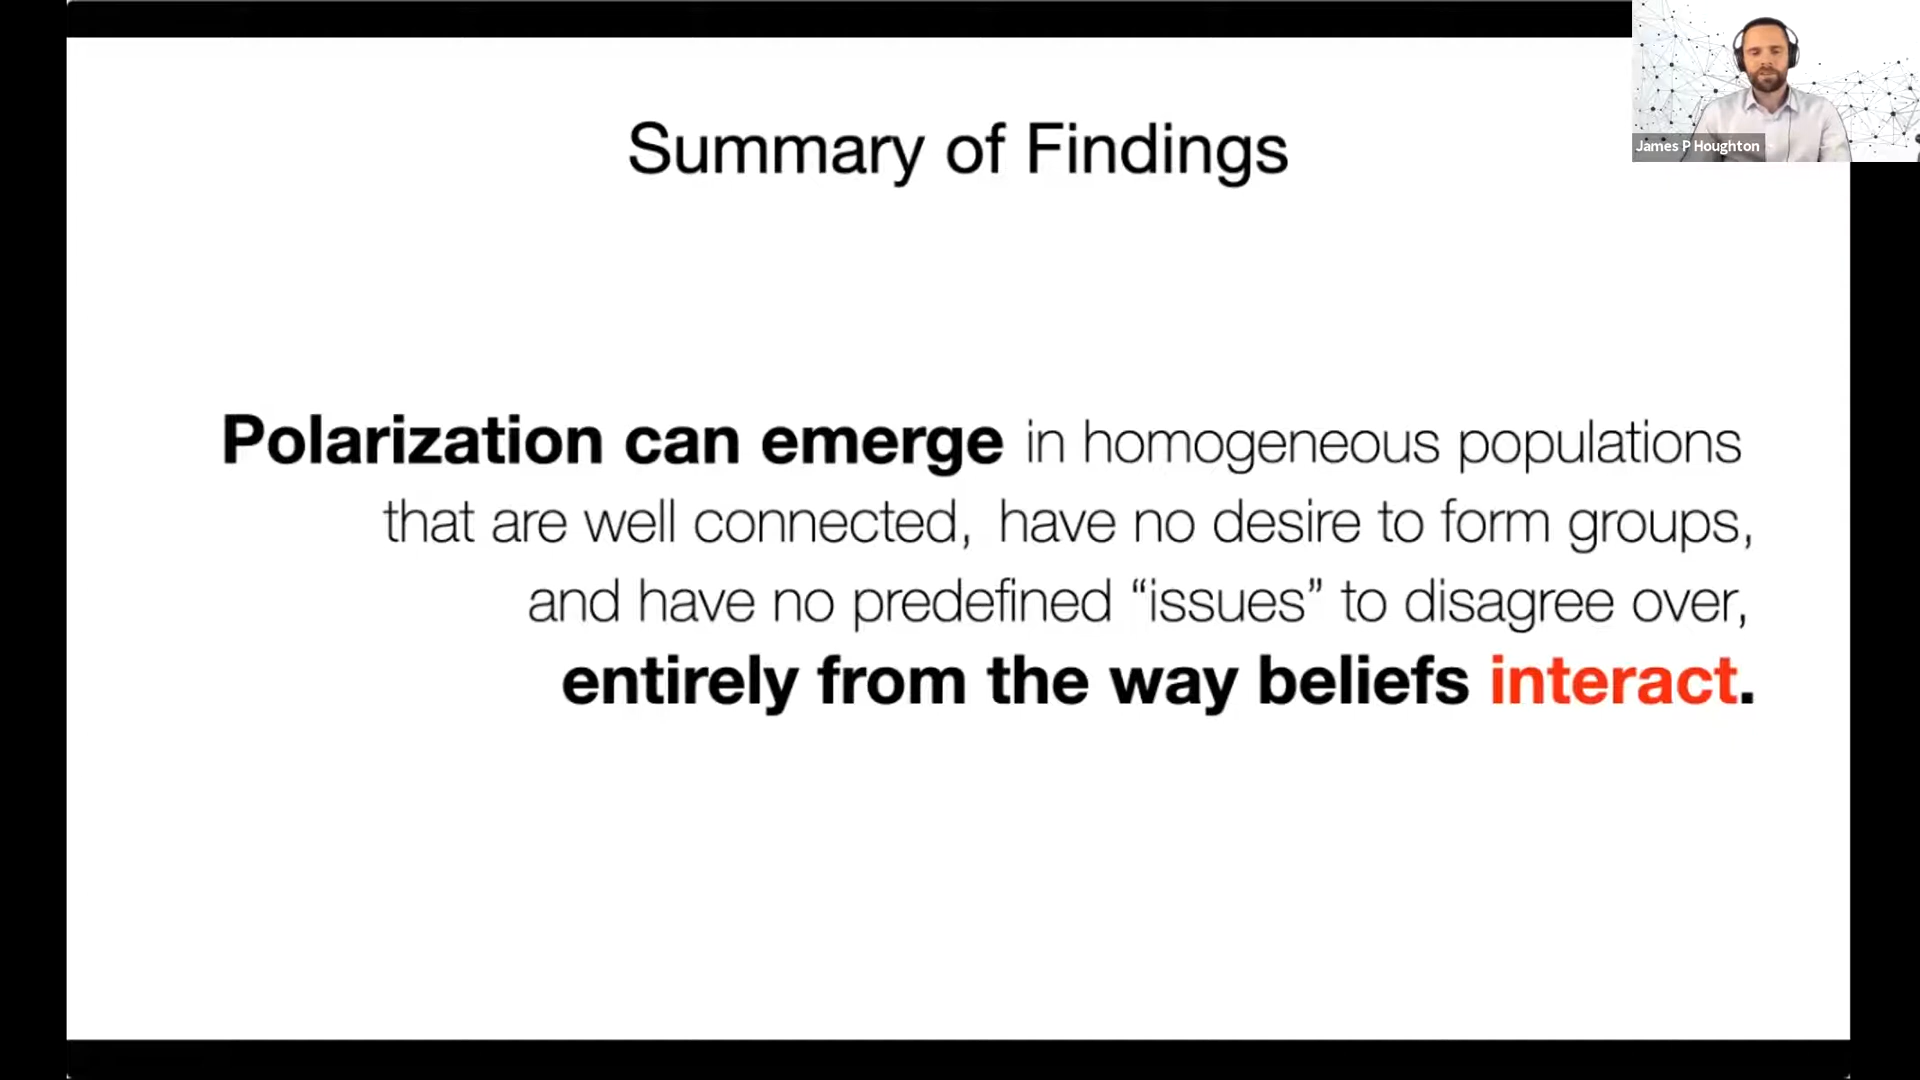 Summary of Findings
James P Houghton
Polarization can emerge in homogeneous populations
that are well connected, have no desire to form groups,
and have no predefined “issues” to disagree over,
entirely from the way beliefs interact.